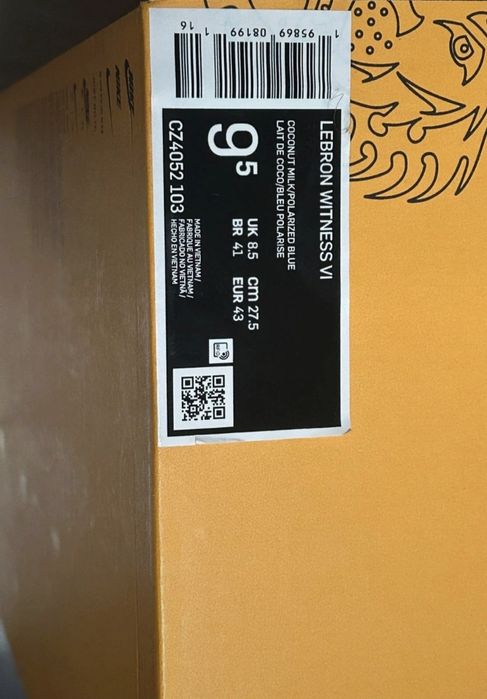 LEBRON WITNESS VI
COCONUT MILK/POLARIZED BLUE
LAIT DE COCO/BLEU POLARISE
9.5
UK 8.5 cm 27.5
BR 41 EUR 43
CZ4052 103
MADE IN VIETNAM /
FABRIQUE AU VIETNAM /
FABRICADO NO VIETNÃ /
HECHO EN VIETNAM
1 95869 08199 1
16